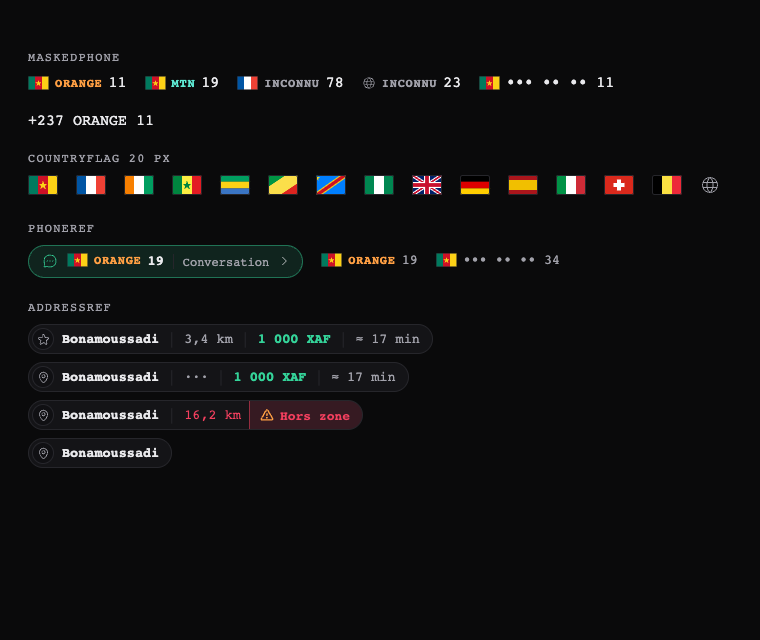 MASKEDPHONE
ORANGE 11 MTN 19 INCONNU 78 INCONNU 23 ••• •• •• 11
+237 ORANGE 11
COUNTRYFLAG 20 PX
PHONEREF
ORANGE 19 Conversation ORANGE 19 ••• •• •• 34
ADDRESSREF
Bonamoussadi 3,4 km 1 000 XAF ≈ 17 min
Bonamoussadi ··· 1 000 XAF ≈ 17 min
Bonamoussadi 16,2 km Hors zone
Bonamoussadi